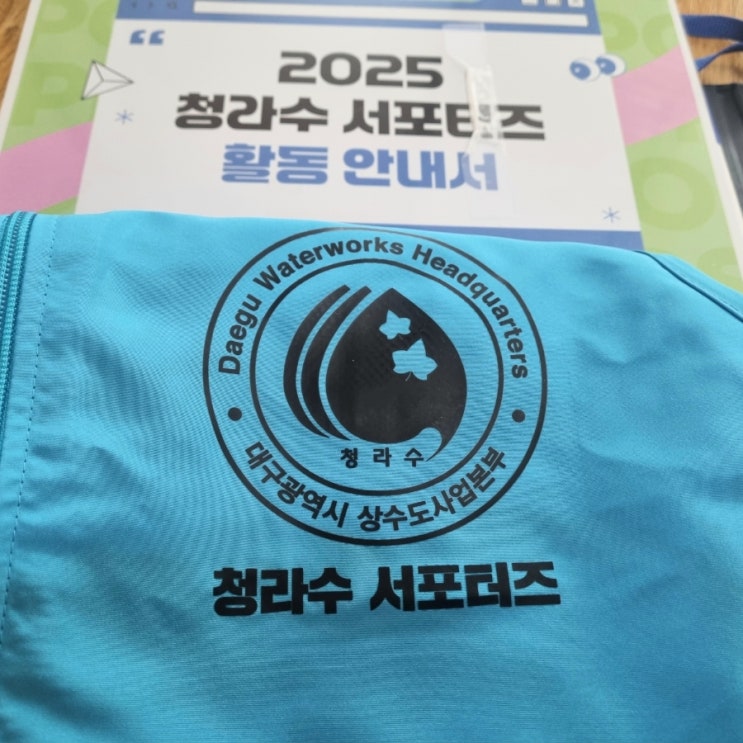 2025
청라수 서포터즈
활동 안내서
Daegu Waterworks Headquarters
청라수
대구광역시 상수도사업본부
청라수 서포터즈